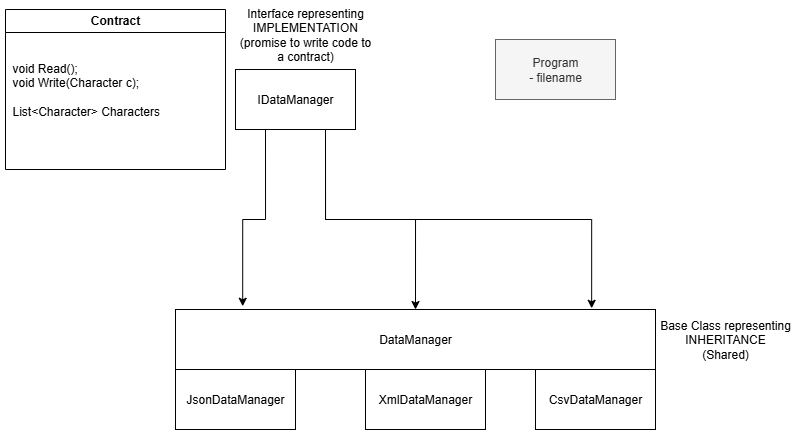 Contract
void Read();
void Write(Character c);
List<Character> Characters
Interface representing
IMPLEMENTATION
(promise to write code to
a contract)
IDataManager
Program
- filename
DataManager
Base Class representing
INHERITANCE
(Shared)
JsonDataManager
XmlDataManager
CsvDataManager